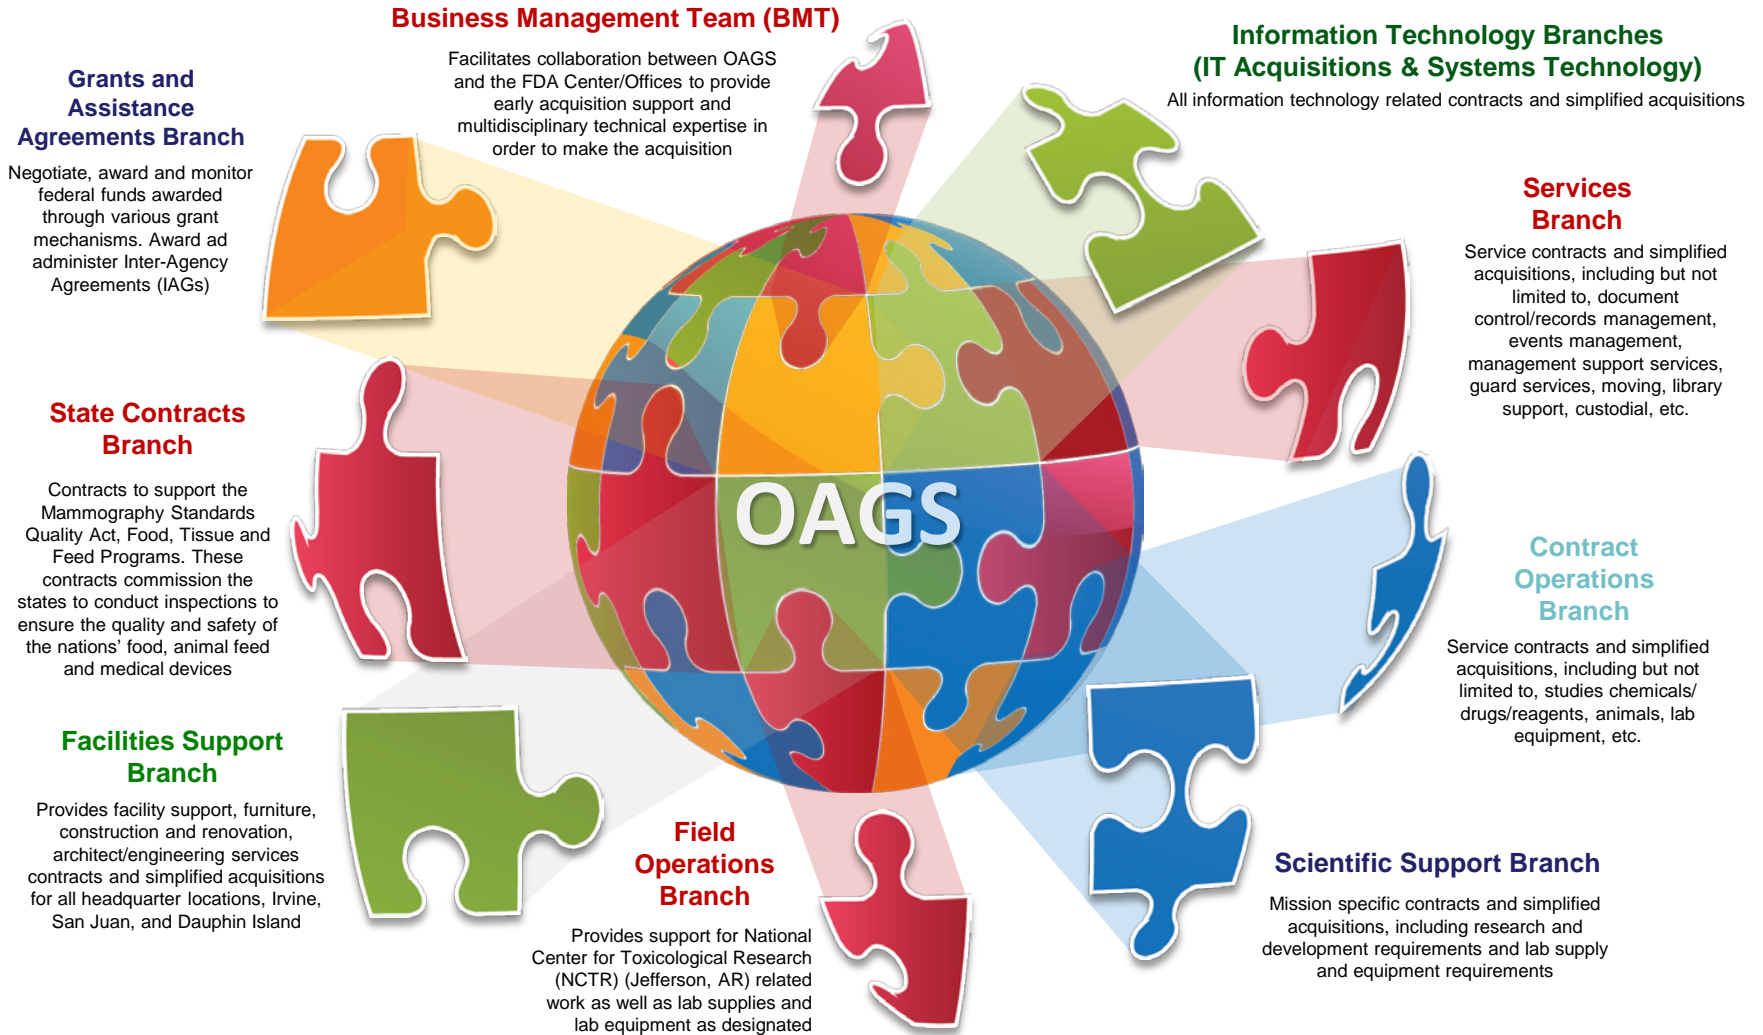 Business Management Team (BMT)
Facilitates collaboration between OAGS
and the FDA Center/Offices to provide
early acquisition support and
multidisciplinary technical expertise in
order to make the acquisition
Information Technology Branches
(IT Acquisitions & Systems Technology)
All information technology related contracts and simplified acquisitions
Grants and
Assistance
Agreements Branch
Negotiate, award and monitor
federal funds awarded
through various grant
mechanisms. Award ad
administer Inter-Agency
Agreements (IAGs)
Services
Branch
Service contracts and simplified
acquisitions, including but not
limited to, document
control/records management,
events management,
management support services,
guard services, moving, library
support, custodial, etc.
State Contracts
Branch
Contracts to support the
Mammography Standards
Quality Act, Food, Tissue and
Feed Programs. These
contracts commission the
states to conduct inspections to
ensure the quality and safety of
the nations’ food, animal feed
and medical devices
OAGS
Contract
Operations
Branch
Service contracts and simplified
acquisitions, including but not
limited to, studies chemicals/
drugs/reagents, animals, lab
equipment, etc.
Facilities Support
Branch
Provides facility support, furniture,
construction and renovation,
architect/engineering services
contracts and simplified acquisitions
for all headquarter locations, Irvine,
San Juan, and Dauphin Island
Field
Operations
Branch
Provides support for National
Center for Toxicological Research
(NCTR) (Jefferson, AR) related
work as well as lab supplies and
lab equipment as designated
Scientific Support Branch
Mission specific contracts and simplified
acquisitions, including research and
development requirements and lab supply
and equipment requirements